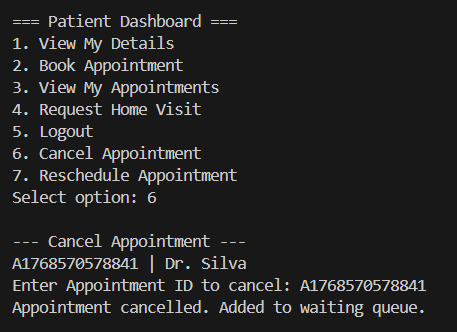 === Patient Dashboard ===
1. View My Details
2. Book Appointment
3. View My Appointments
4. Request Home Visit
5. Logout
6. Cancel Appointment
7. Reschedule Appointment
Select option: 6
--- Cancel Appointment ---
A1768570578841 | Dr. Silva
Enter Appointment ID to cancel: A1768570578841
Appointment cancelled. Added to waiting queue.